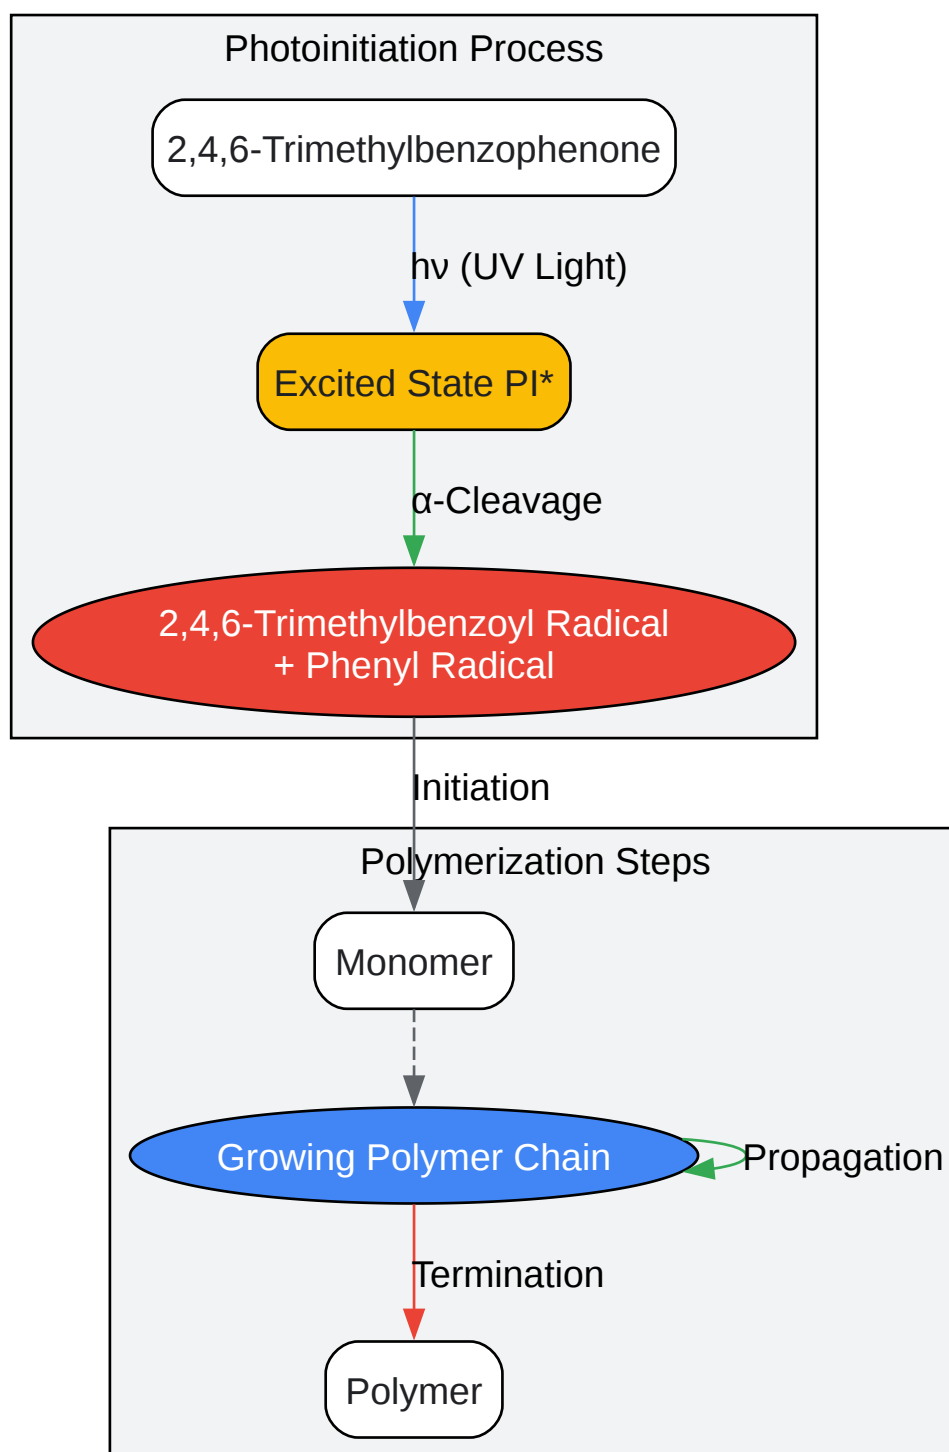 Photoinitiation Process
2,4,6-Trimethylbenzophenone
hν (UV Light)
Excited State PI*
α-Cleavage
2,4,6-Trimethylbenzoyl Radical
+ Phenyl Radical
Initiation
Polymerization Steps
Monomer
Growing Polymer Chain
Propagation
Termination
Polymer